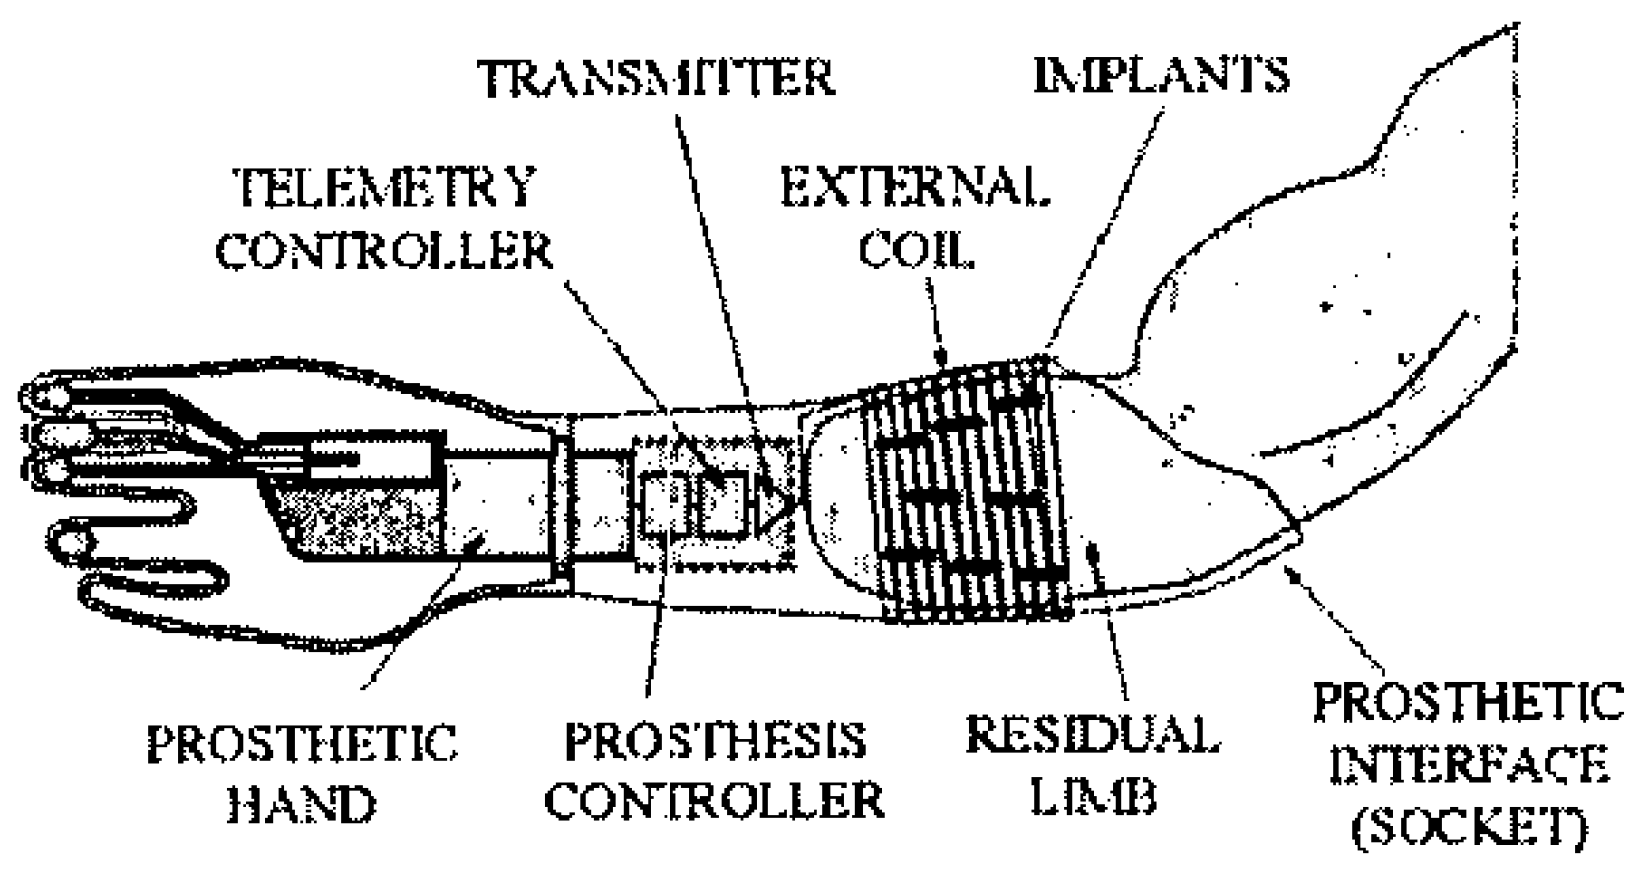 TRANSMITTER
IMPLANTS
TELEMETRY
CONTROLLER
EXTERNAL
COIL
PROSTHETIC
HAND
PROSTHESIS
CONTROLLER
RESIDUAL
LIMB
PROSTHETIC
INTERFACE
(SOCKET)